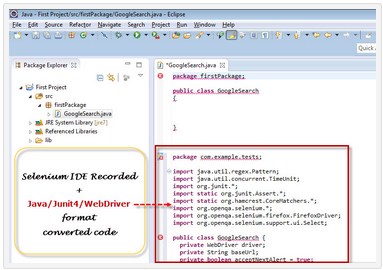 Java - First Project/src/firstPackage/GoogleSearch.java - Eclipse
File Edit Source Refactor Navigate Search Project Run Window Help
Quick A
Package Explorer
First Project
src
firstPackage
GoogleSearch.java
JRE System Library [jre7]
Referenced Libraries
lib
Selenium IDE Recorded
+
Java/Junit4/WebDriver
format
converted code
*GoogleSearch.java
package firstPackage;
public class GoogleSearch
{
}
package com.example.tests;
import java.util.regex.Pattern;
import java.util.concurrent.TimeUnit;
import org.junit.*;
import static org.junit.Assert.*;
import static org.hamcrest.CoreMatchers.*;
import org.openqa.selenium.*;
import org.openqa.selenium.firefox.FirefoxDriver;
import org.openqa.selenium.support.ui.Select;
public class GoogleSearch {
private WebDriver driver;
private String baseUrl;
private boolean acceptNextAlert = true;